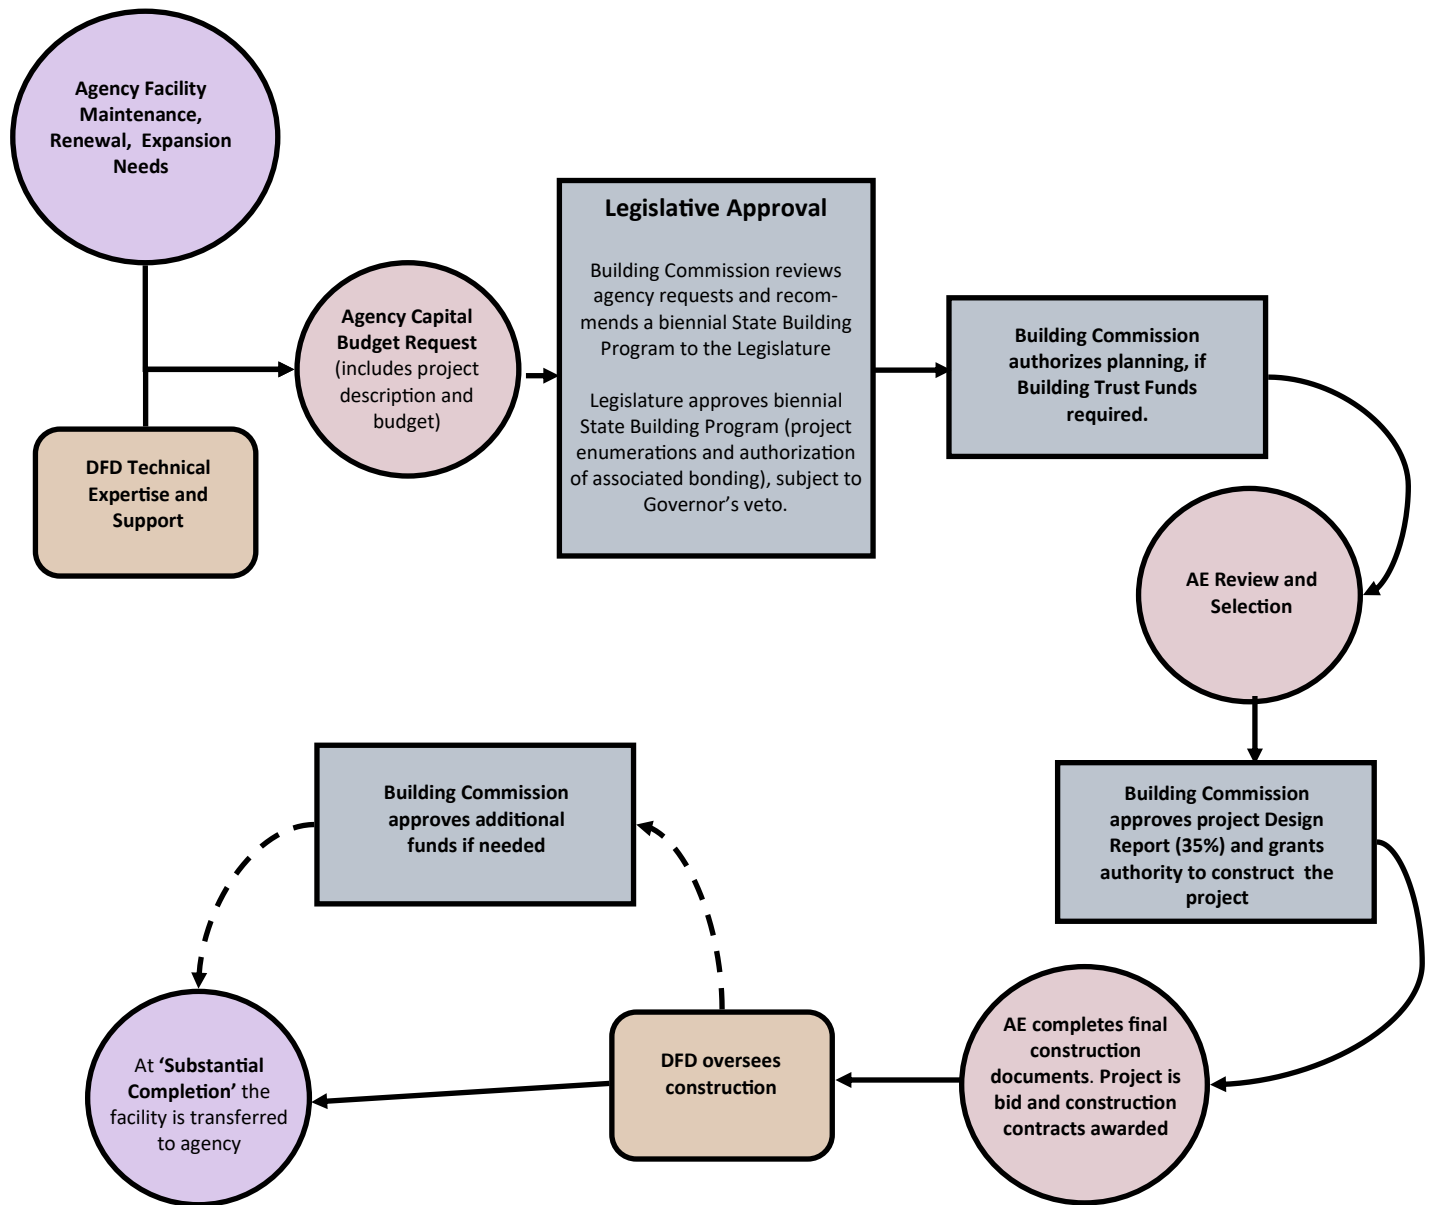 Agency Facility
Maintenance,
Renewal,  Expansion
Needs
DFD Technical
Expertise and
Support
Agency Capital
Budget Request
(includes project
description and
budget)
Legislative Approval
Building Commission reviews
agency requests and recom-
mends a biennial State Building
Program to the Legislature
Legislature approves biennial
State Building Program (project
enumerations and authorization
of associated bonding), subject to
Governor’s veto.
Building Commission
authorizes planning, if
Building Trust Funds
required.
AE Review and
Selection
Building Commission
approves project Design
Report (35%) and grants
authority to construct  the
project
AE completes final
construction
documents. Project is
bid and construction
contracts awarded
DFD oversees
construction
Building Commission
approves additional
funds if needed
At ‘Substantial
Completion’ the
facility is transferred
to agency